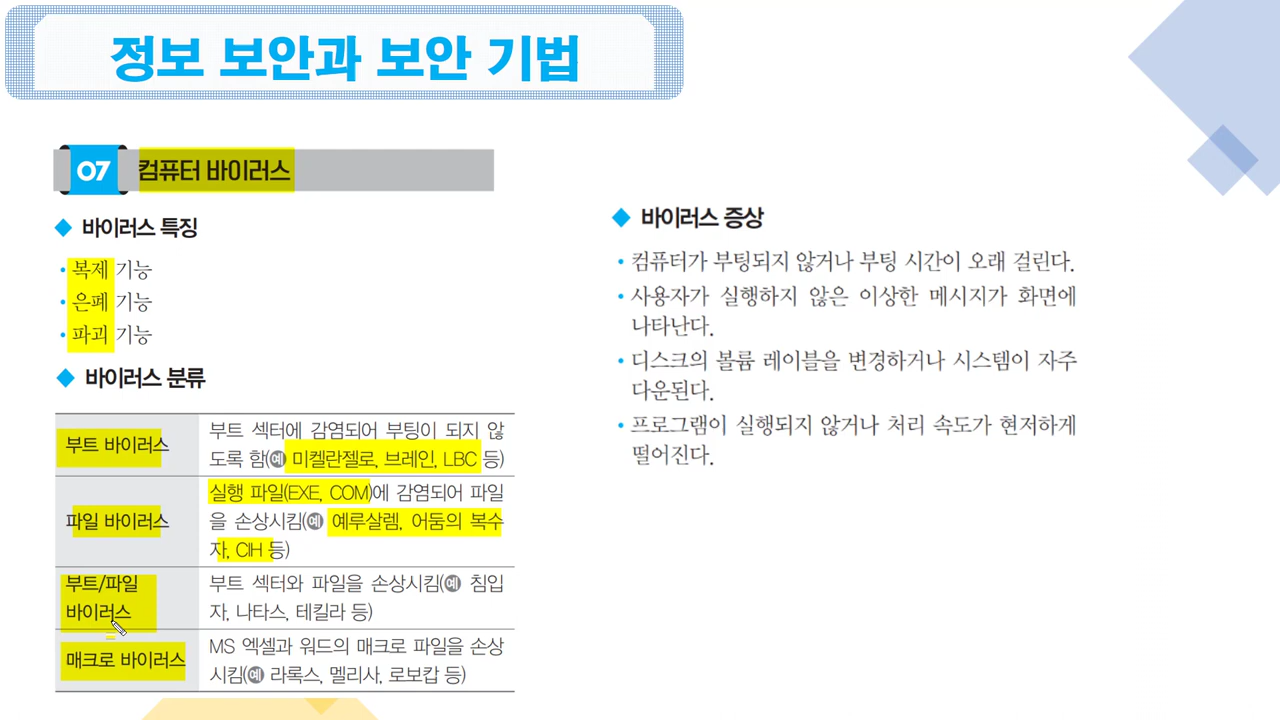 정보 보안과 보안 기법
07 컴퓨터 바이러스
◆ 바이러스 특징
• 복제 기능
• 은폐 기능
• 파괴 기능
◆ 바이러스 분류
부트 바이러스
부트 섹터에 감염되어 부팅이 되지 않
도록 함(예 미켈란젤로, 브레인, LBC 등)
파일 바이러스
실행 파일(EXE, COM)에 감염되어 파일
을 손상시킴(예 예루살렘, 어둠의 복수
자, CIH 등)
부트/파일
바이러스
부트 섹터와 파일을 손상시킴(예 침입
자, 나타스, 테킬라 등)
매크로 바이러스
MS 엑셀과 워드의 매크로 파일을 손상
시킴(예 라록스, 멜리사, 로보캅 등)
◆ 바이러스 증상
• 컴퓨터가 부팅되지 않거나 부팅 시간이 오래 걸린다.
• 사용자가 실행하지 않은 이상한 메시지가 화면에
나타난다.
• 디스크의 볼륨 레이블을 변경하거나 시스템이 자주
다운된다.
• 프로그램이 실행되지 않거나 처리 속도가 현저하게
떨어진다.